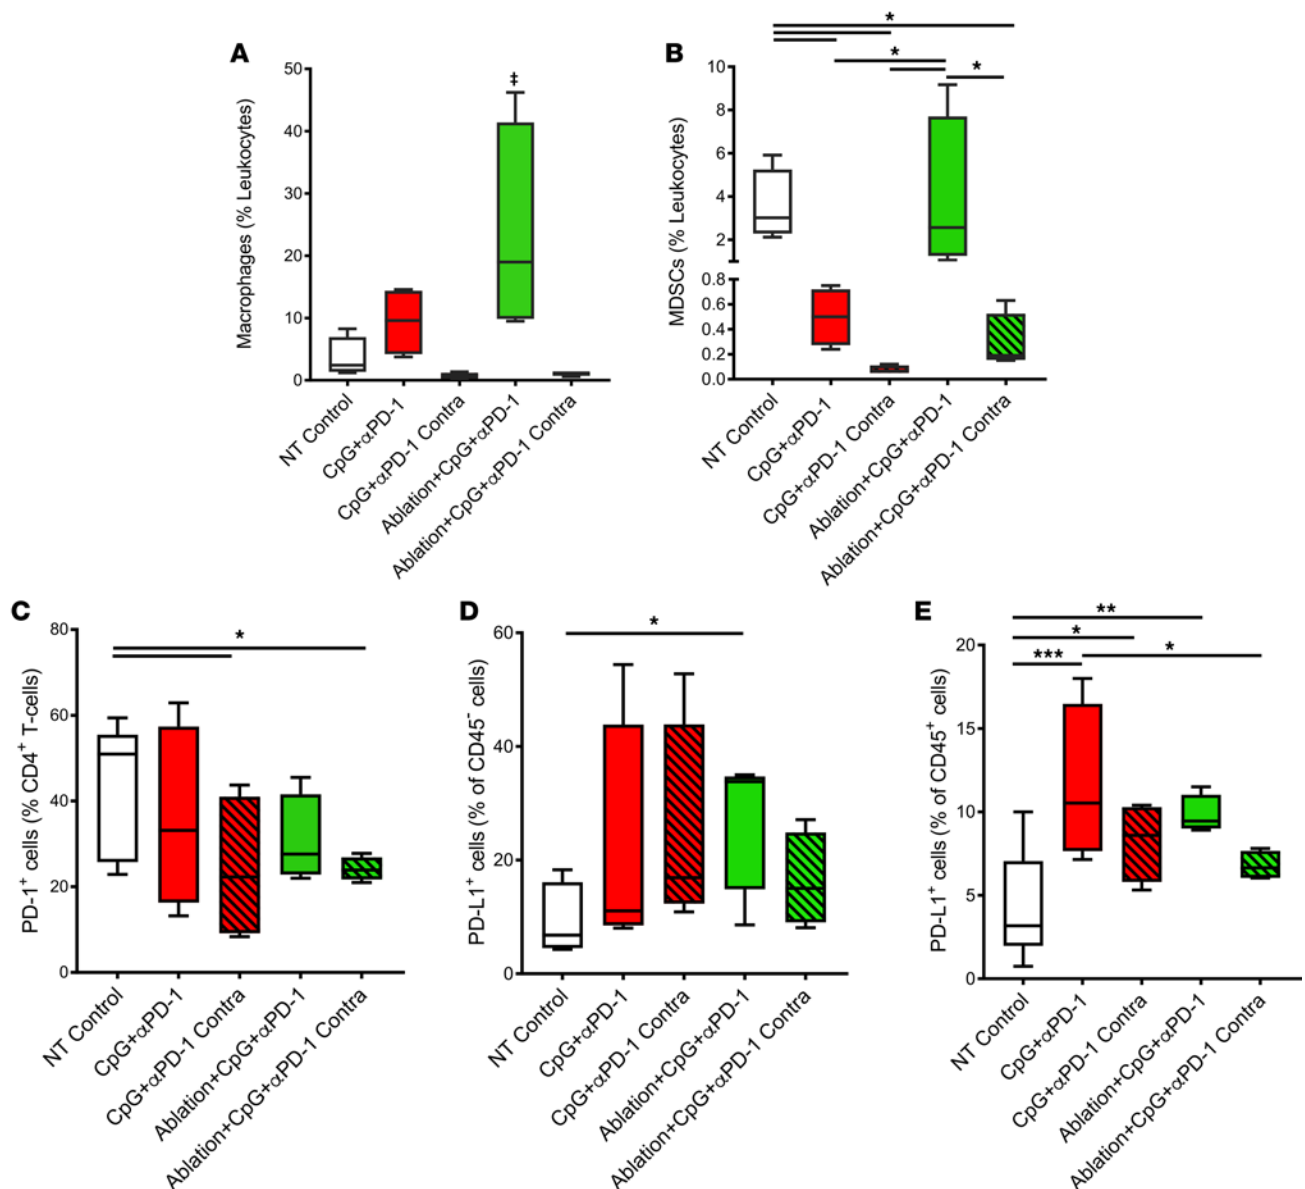 A
Macrophages (% Leukocytes)
50
40
30
20
10
0
‡
NT Control
CpG+αPD-1
CpG+αPD-1 Contra
Ablation+CpG+αPD-1
Ablation+CpG+αPD-1 Contra
B
MDSCs (% Leukocytes)
10
8
6
4
2
0.8
0.6
0.4
0.2
0.0
*
*
*
NT Control
CpG+αPD-1
CpG+αPD-1 Contra
Ablation+CpG+αPD-1
Ablation+CpG+αPD-1 Contra
C
PD-1⁺ cells (% CD4⁺ T-cells)
80
60
40
20
0
*
NT Control
CpG+αPD-1
CpG+αPD-1 Contra
Ablation+CpG+αPD-1
Ablation+CpG+αPD-1 Contra
D
PD-L1⁺ cells (% of CD45⁻ cells)
60
40
20
0
*
NT Control
CpG+αPD-1
CpG+αPD-1 Contra
Ablation+CpG+αPD-1
Ablation+CpG+αPD-1 Contra
E
PD-L1⁺ cells (% of CD45⁺ cells)
20
15
10
5
0
**
*
***
*
NT Control
CpG+αPD-1
CpG+αPD-1 Contra
Ablation+CpG+αPD-1
Ablation+CpG+αPD-1 Contra